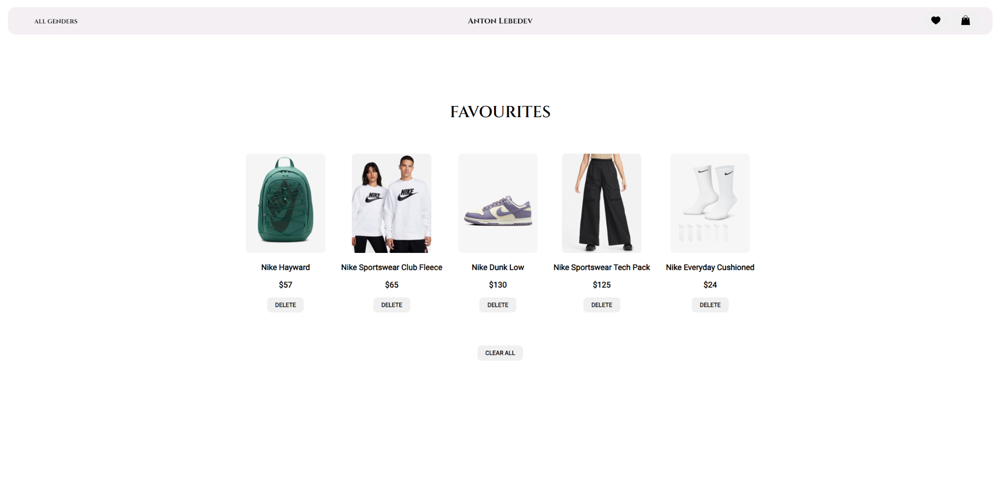 ALL GENDERS
Anton Lebedev
FAVOURITES
NIKE
NIKE
Nike Hayward
Nike Sportswear Club Fleece
Nike Dunk Low
Nike Sportswear Tech Pack
Nike Everyday Cushioned
$57
$65
$130
$125
$24
DELETE
DELETE
DELETE
DELETE
DELETE
CLEAR ALL